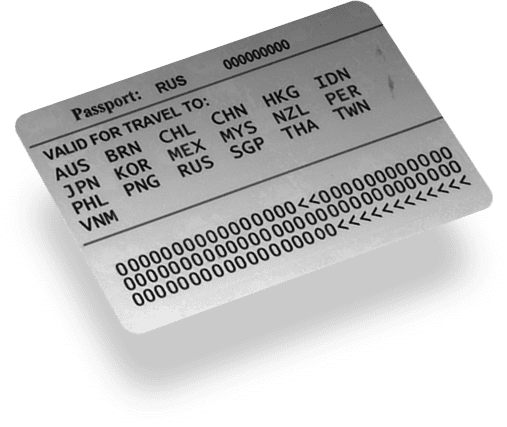 Passport: RUS 000000000
VALID FOR TRAVEL TO:
AUS BRN CHL CHN HKG IDN
JPN KOR MEX MYS NZL PER
PHL PNG RUS SGP THA TWN
VNM
0000000000000000<<000000000000
000000000000000000000000000000
000000000000000000<<<<<<<<<<<<